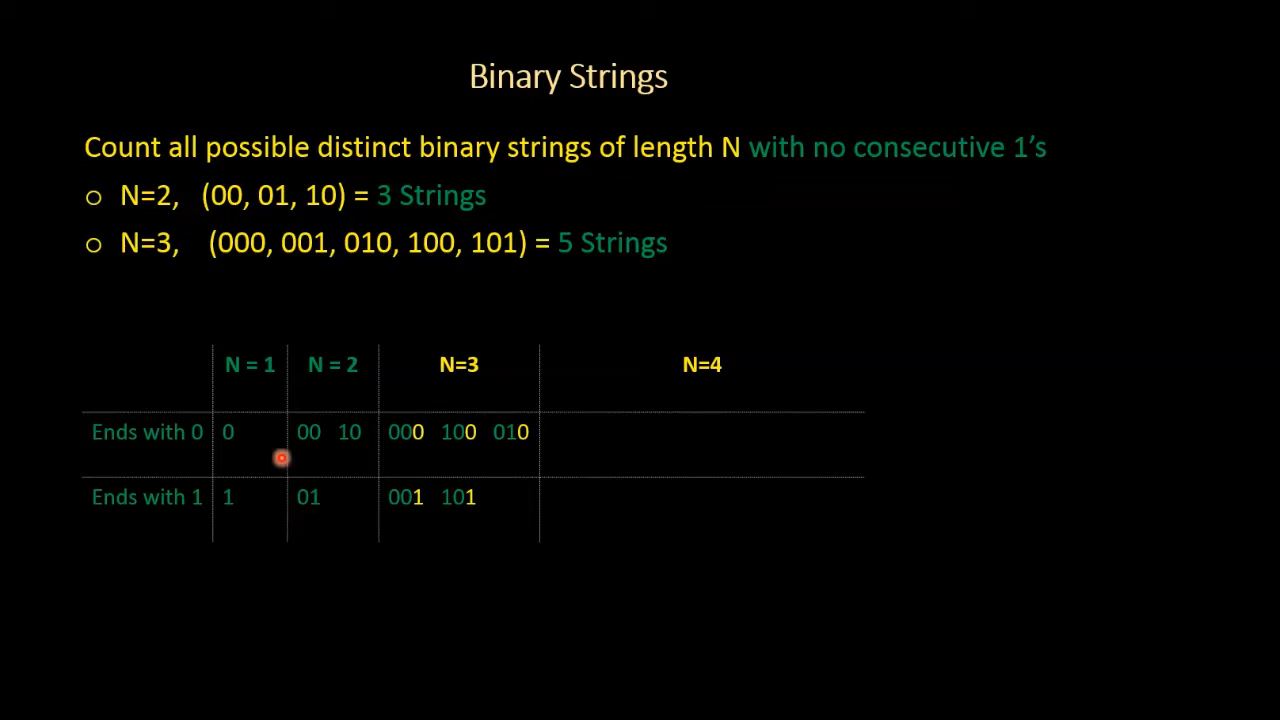 Binary Strings
Count all possible distinct binary strings of length N with no consecutive 1’s
o N=2, (00, 01, 10) = 3 Strings
o N=3, (000, 001, 010, 100, 101) = 5 Strings
N = 1 N = 2 N=3 N=4
Ends with 0 0 00 10 000 100 010
Ends with 1 1 01 001 101